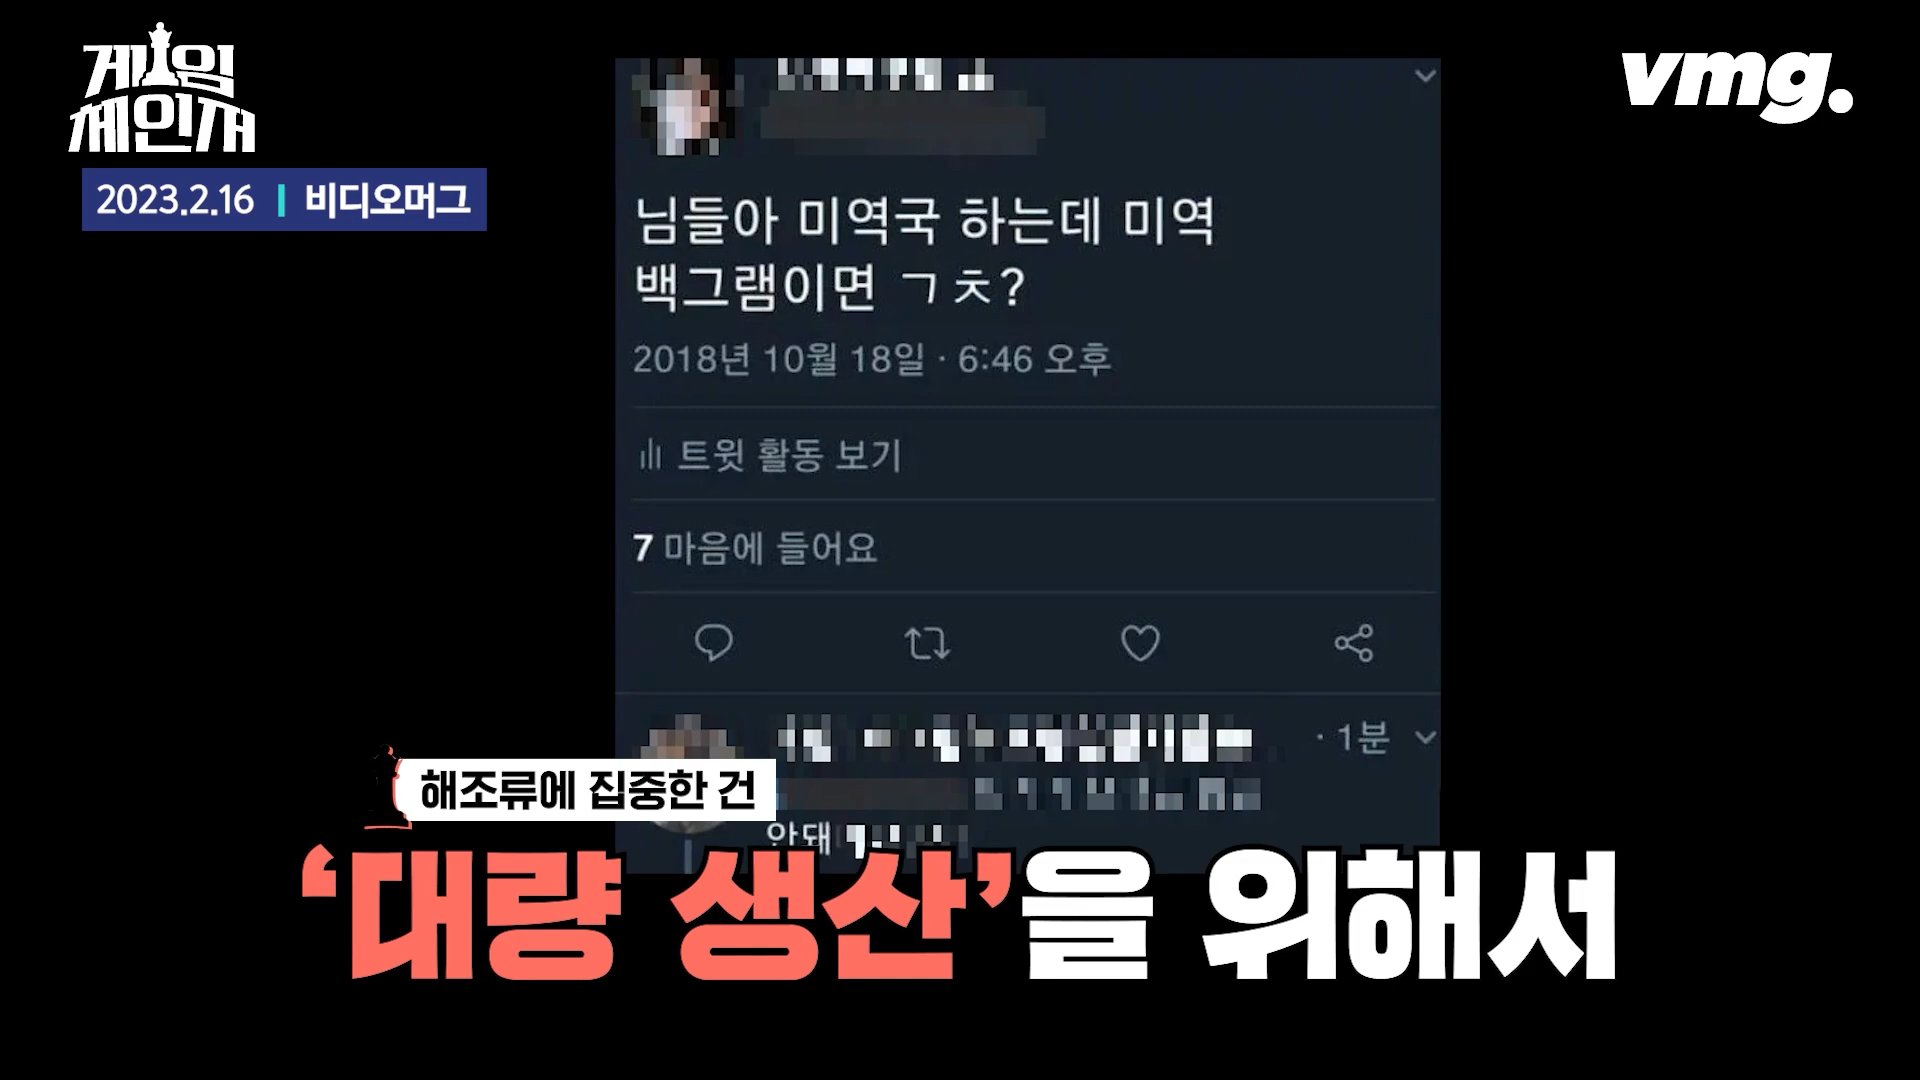 게임
체인저
vmg.
2023.2.16 | 비디오머그
님들아 미역국 하는데 미역
백그램이면 ㄱㅊ?
2018년 10월 18일 · 6:46 오후
트윗 활동 보기
7 마음에 들어요
· 1분
안돼
해조류에 집중한 건
‘대량 생산’을 위해서